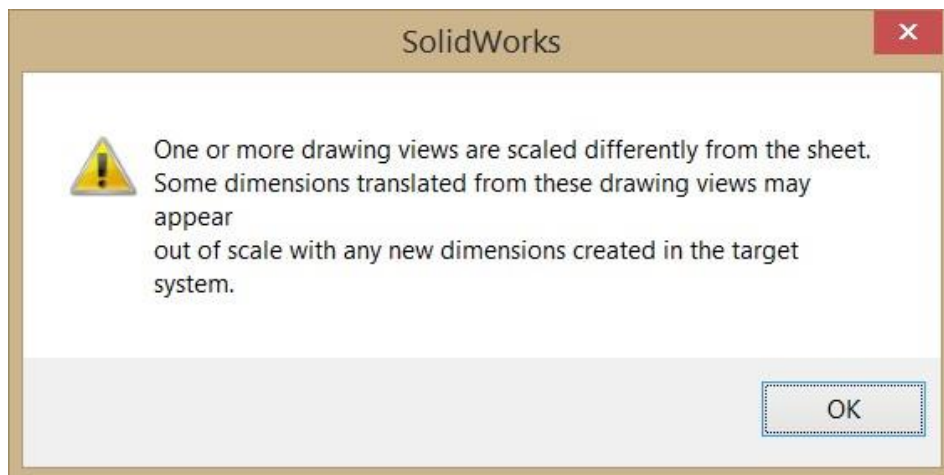 SolidWorks
One or more drawing views are scaled differently from the sheet.
Some dimensions translated from these drawing views may
appear
out of scale with any new dimensions created in the target
system.
OK